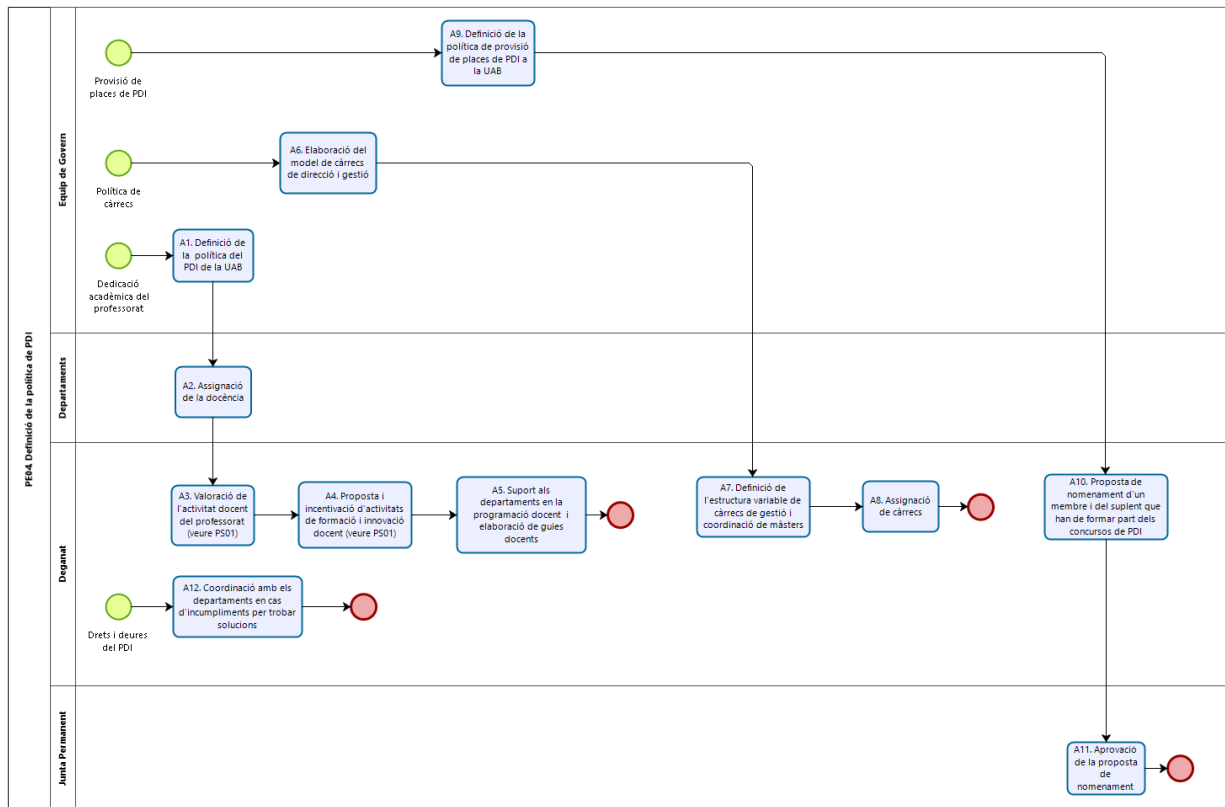 PE04. Definició de la política de PDI
Equip de Govern
Provisió de
places de PDI
A9. Definició de la
política de provisió
de places de PDI a
la UAB
Política de
càrrecs
A6. Elaboració del
model de càrrecs
de direcció i gestió
Dedicació
acadèmica del
professorat
A1. Definició de
la política del
PDI de la UAB
Departaments
A2. Assignació
de la docència
Deganat
A3. Valoració de
l'activitat docent
del professorat
(veure PS01)
A4. Proposta i
incentivació d'activitats
de formació i innovació
docent (veure PS01)
A5. Suport als
departaments en la
programació docent i
elaboració de guies
docents
A7. Definició de
l'estructura variable de
càrrecs de gestió i
coordinació de màsters
A8. Assignació
de càrrecs
A10. Proposta de
nomenament d'un
membre i del suplent que
han de formar part dels
concursos de PDI
Drets i deures
del PDI
A12. Coordinació amb els
departaments en cas
d'incumpliments per trobar
solucions
Junta Permanent
A11. Aprovació
de la proposta
de
nomenament